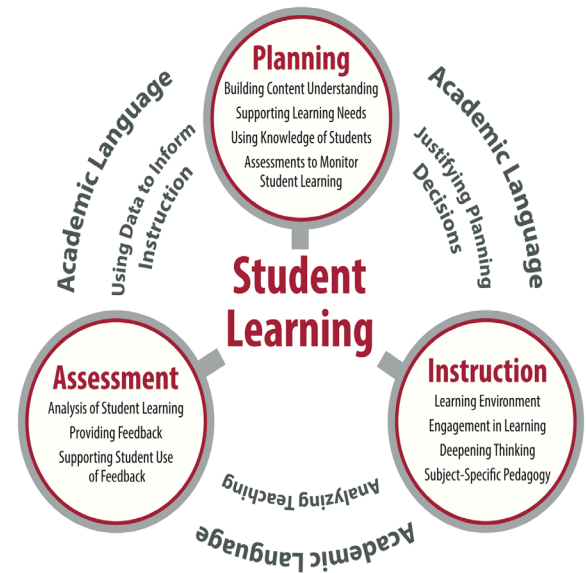 Planning
Building Content Understanding
Supporting Learning Needs
Using Knowledge of Students
Assessments to Monitor
Student Learning
Academic Language
Using Data to Inform
Instruction
Academic Language
Justifying Planning
Decisions
Student
Learning
Assessment
Analysis of Student Learning
Providing Feedback
Supporting Student Use
of Feedback
Instruction
Learning Environment
Engagement in Learning
Deepening Thinking
Subject-Specific Pedagogy
Analyzing Teaching
Academic Language